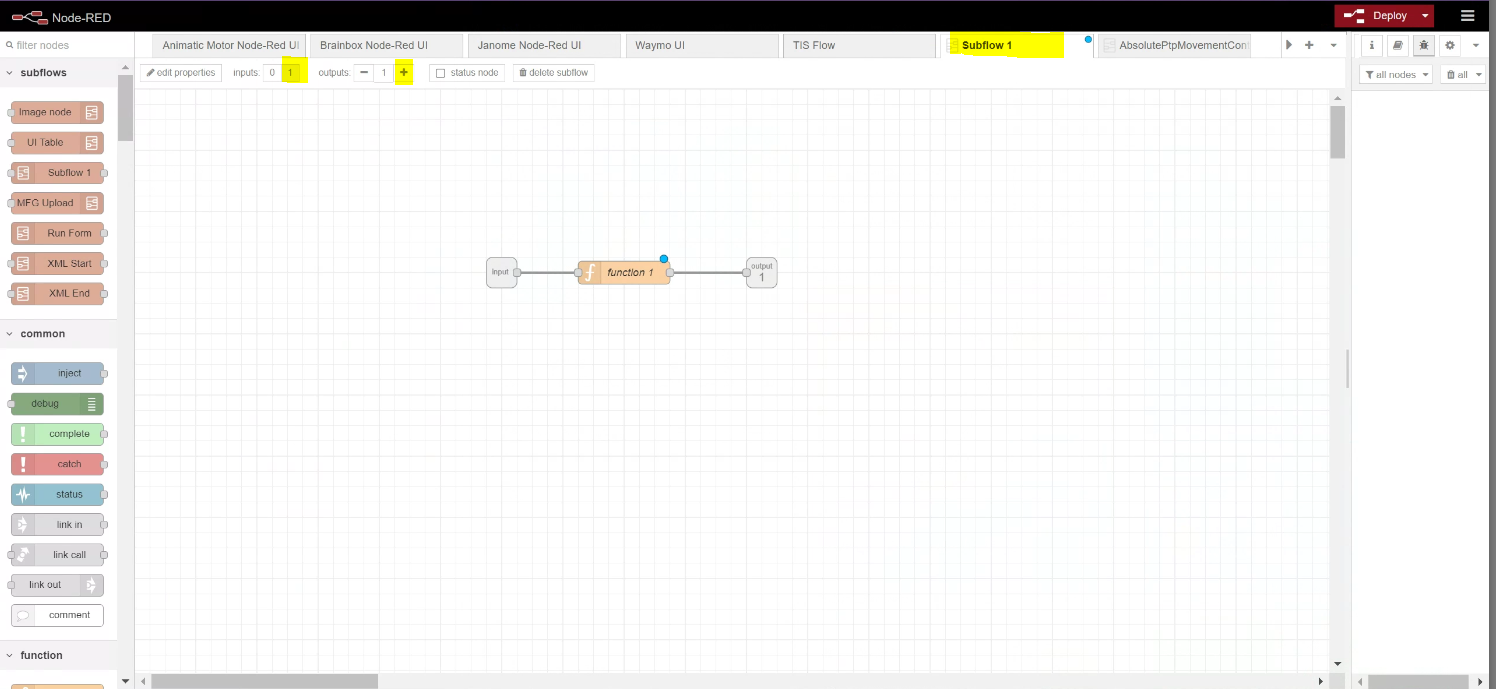 Node-RED
Deploy
filter nodes
Animatic Motor Node-Red UI
Brainbox Node-Red UI
Janome Node-Red UI
Waymo UI
TIS Flow
Subflow 1
AbsolutePtpMovementCont
edit properties
inputs: 0 1
outputs: 1
status node
delete subflow
all nodes
all
subflows
Image node
UI Table
Subflow 1
MFG Upload
Run Form
XML Start
XML End
common
inject
debug
complete
catch
status
link in
link call
link out
comment
function
input
function 1
output
1